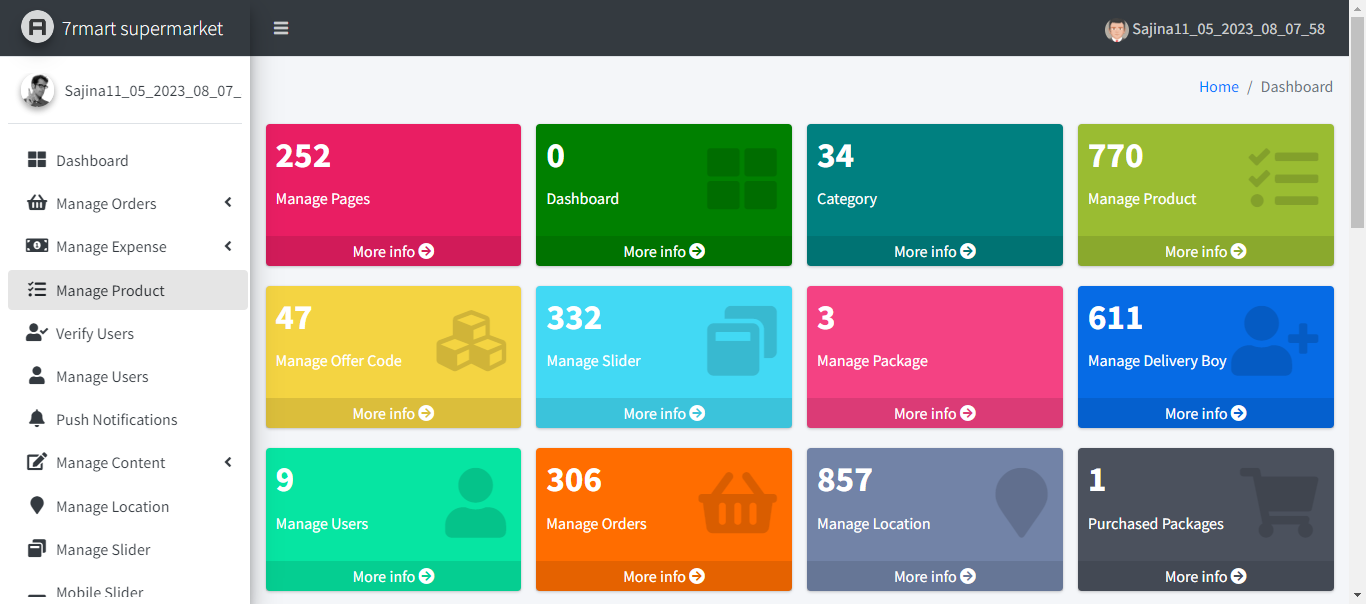 7rmart supermarket
Sajina11_05_2023_08_07_58
Sajina11_05_2023_08_07_
Home / Dashboard
Dashboard
Manage Orders
Manage Expense
Manage Product
Verify Users
Manage Users
Push Notifications
Manage Content
Manage Location
Manage Slider
Mobile Slider
252
Manage Pages
More info
0
Dashboard
More info
34
Category
More info
770
Manage Product
More info
47
Manage Offer Code
More info
332
Manage Slider
More info
3
Manage Package
More info
611
Manage Delivery Boy
More info
9
Manage Users
More info
306
Manage Orders
More info
857
Manage Location
More info
1
Purchased Packages
More info